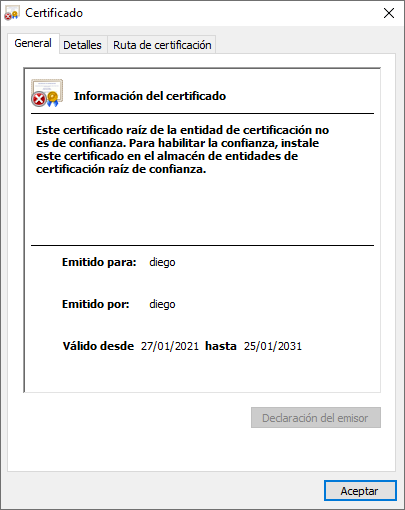 Certificado
General
Detalles
Ruta de certificación
Información del certificado
Este certificado raíz de la entidad de certificación no
es de confianza. Para habilitar la confianza, instale
este certificado en el almacén de entidades de
certificación raíz de confianza.
Emitido para: diego
Emitido por: diego
Válido desde 27/01/2021 hasta 25/01/2031
Declaración del emisor
Aceptar